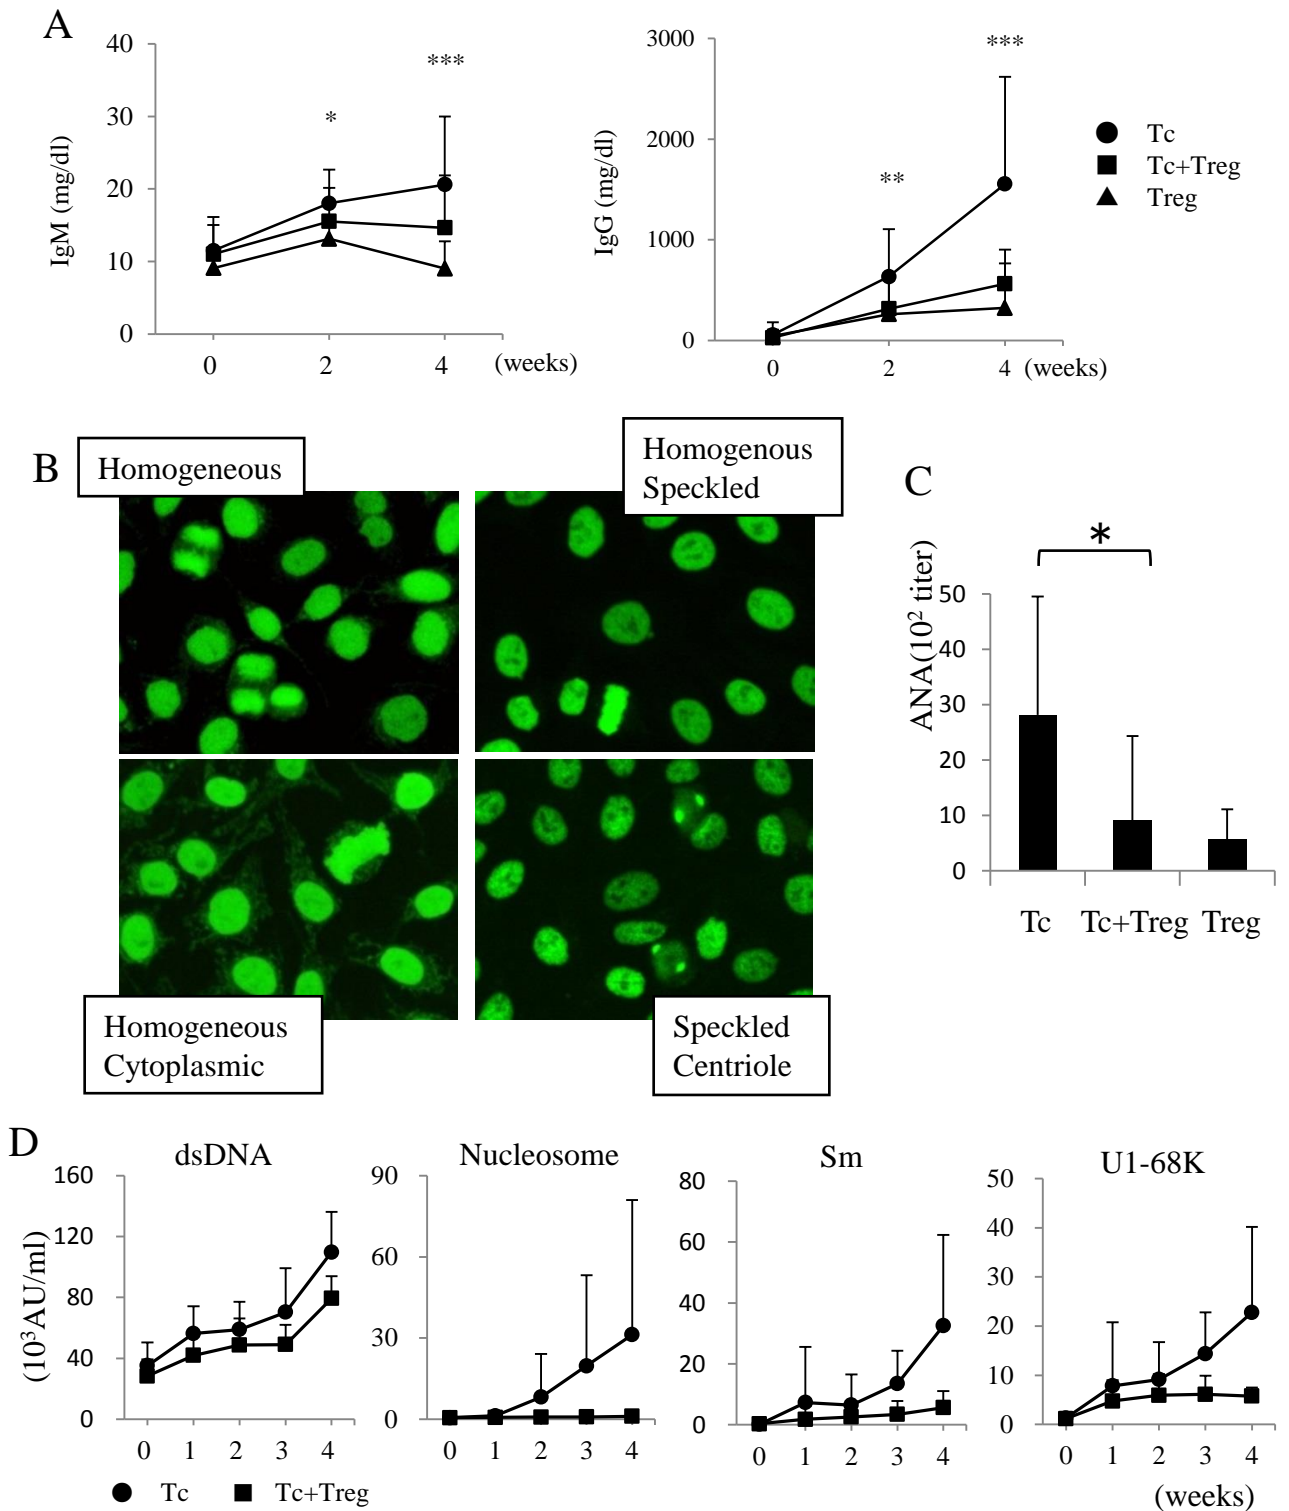 A
40
30
20
10
0
IgM (mg/dl)
*
***
0 2 4 (weeks)
3000
2000
1000
0
IgG (mg/dl)
**
***
0 2 4 (weeks)
Tc
Tc+Treg
Treg
B
Homogeneous
Homogenous
Speckled
Homogeneous
Cytoplasmic
Speckled
Centriole
C
*
ANA(10² titer)
50
40
30
20
10
0
Tc Tc+Treg Treg
D
(10³AU/ml)
dsDNA
160
120
80
40
0
0 1 2 3 4
Nucleosome
90
60
30
0
0 1 2 3 4
Sm
80
60
40
20
0
0 1 2 3 4
U1-68K
50
40
30
20
10
0
0 1 2 3 4
(weeks)
Tc Tc+Treg